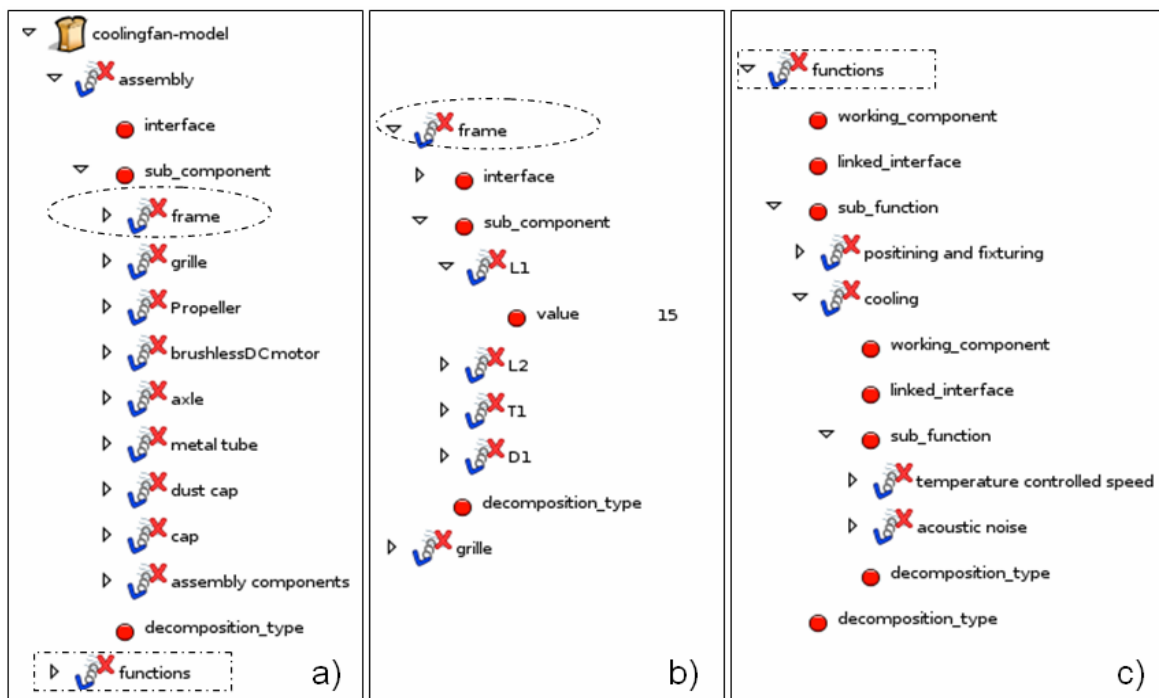 coolingfan-model
assembly
interface
sub_component
frame
grille
Propeller
brushlessDCmotor
axle
metal tube
dust cap
cap
assembly components
decomposition_type
functions
a)
frame
interface
sub_component
L1
value 15
L2
T1
D1
decomposition_type
grille
b)
functions
working_component
linked_interface
sub_function
positining and fixturing
cooling
working_component
linked_interface
sub_function
temperature controlled speed
acoustic noise
decomposition_type
decomposition_type
c)